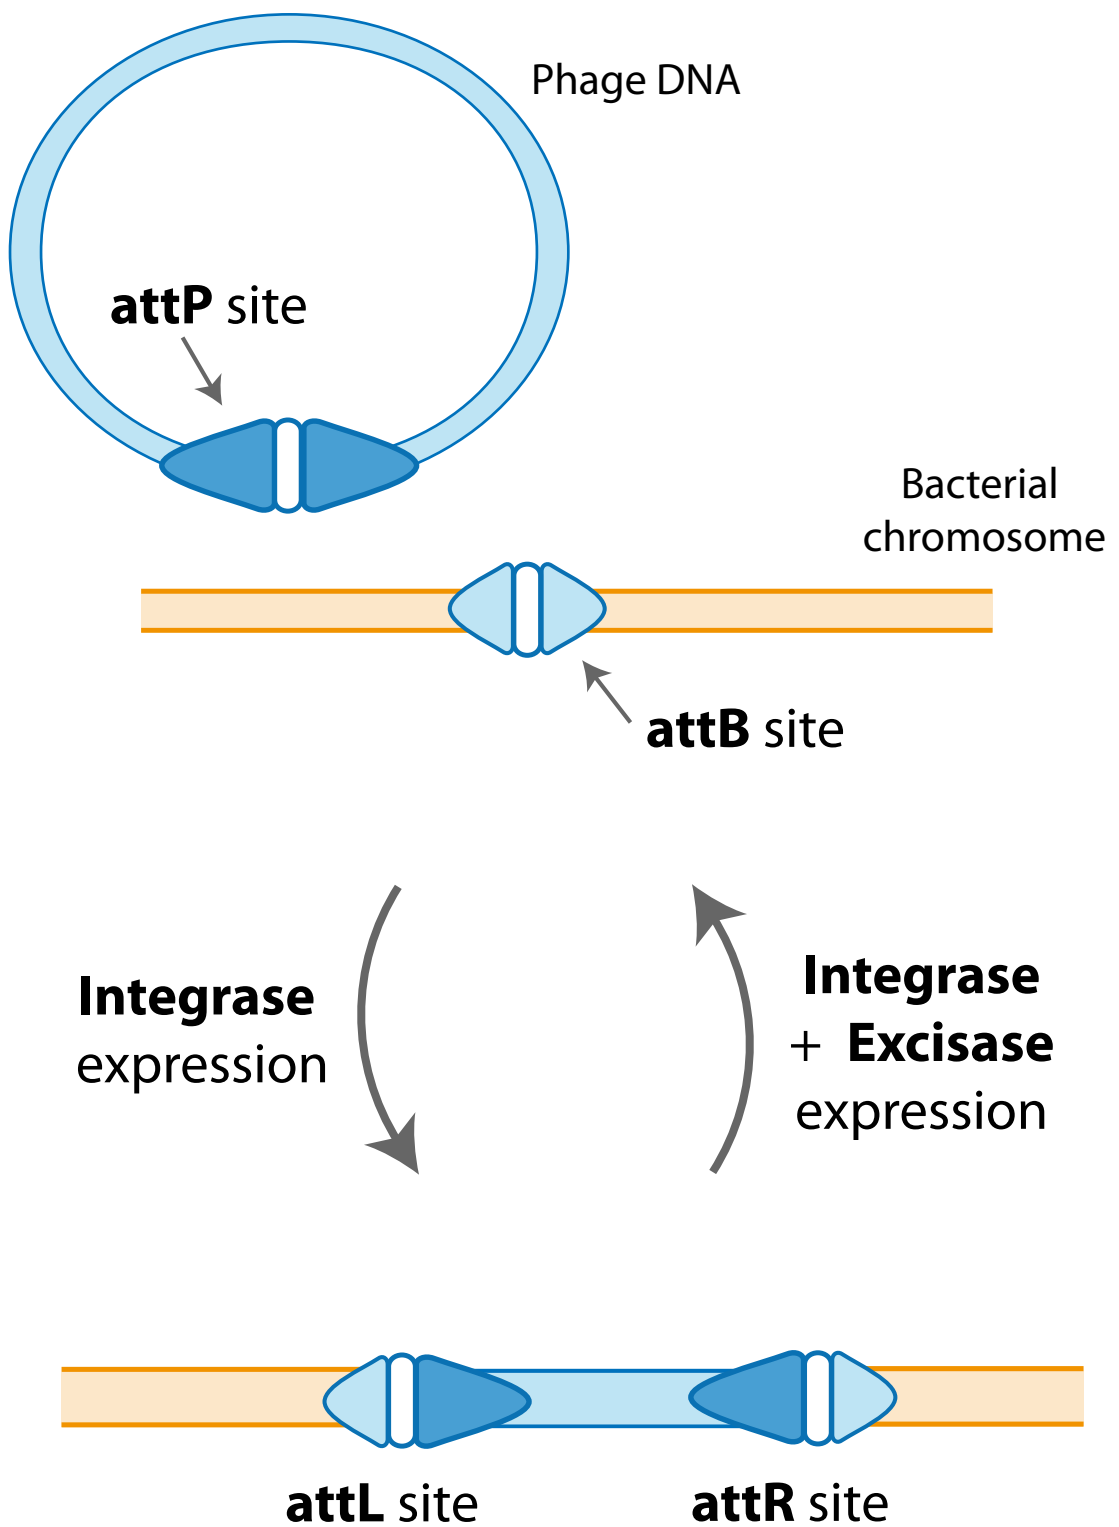 Phage DNA
attP site
Bacterial
chromosome
attB site
Integrase
expression
Integrase
+ Excisase
expression
attL site
attR site